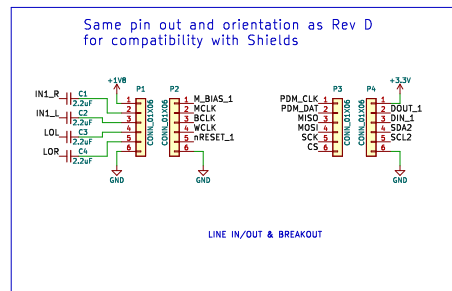 Same pin out and orientation as Rev D
for compatibility with Shields
+1V8
+3.3V
IN1_R
C1
2.2uF
IN1_L
C2
2.2uF
LOL
C3
2.2uF
LOR
C4
2.2uF
P1
1
2
3
4
5
6
CONN_01X06
GND
P2
1
2
3
4
5
6
CONN_01X06
M_BIAS_1
MCLK
BCLK
WCLK
nRESET_1
GND
PDM_CLK
PDM_DAT
MISO
MOSI
SCK
CS
P3
1
2
3
4
5
6
CONN_01X06
P4
1
2
3
4
5
6
CONN_01X06
DOUT_1
DIN_1
SDA2
SCL2
GND
LINE IN/OUT & BREAKOUT